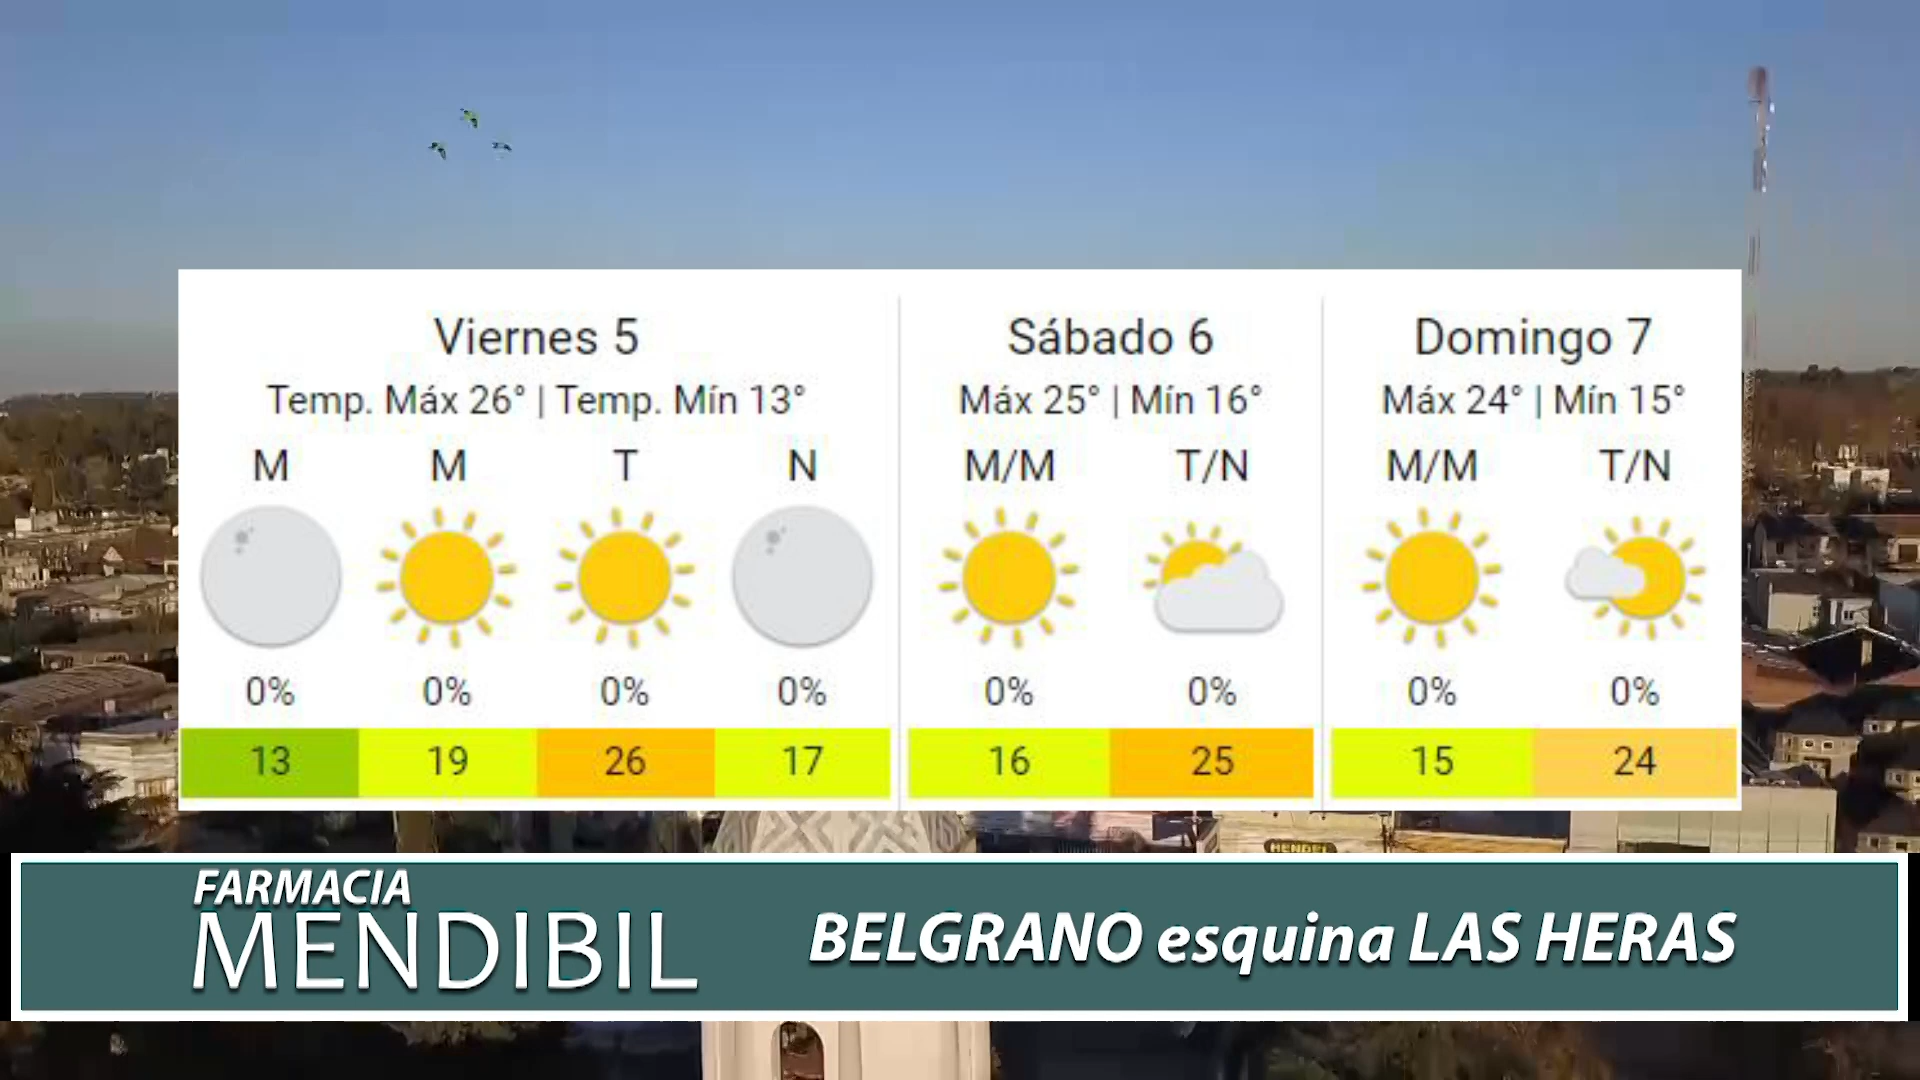 Viernes 5
Temp. Máx 26° | Temp. Mín 13°
M M T N
0% 0% 0% 0%
13 19 26 17
Sábado 6
Máx 25° | Mín 16°
M/M T/N
0% 0%
16 25
Domingo 7
Máx 24° | Mín 15°
M/M T/N
0% 0%
15 24
MENDEL
FARMACIA
MENDIBIL
BELGRANO esquina LAS HERAS